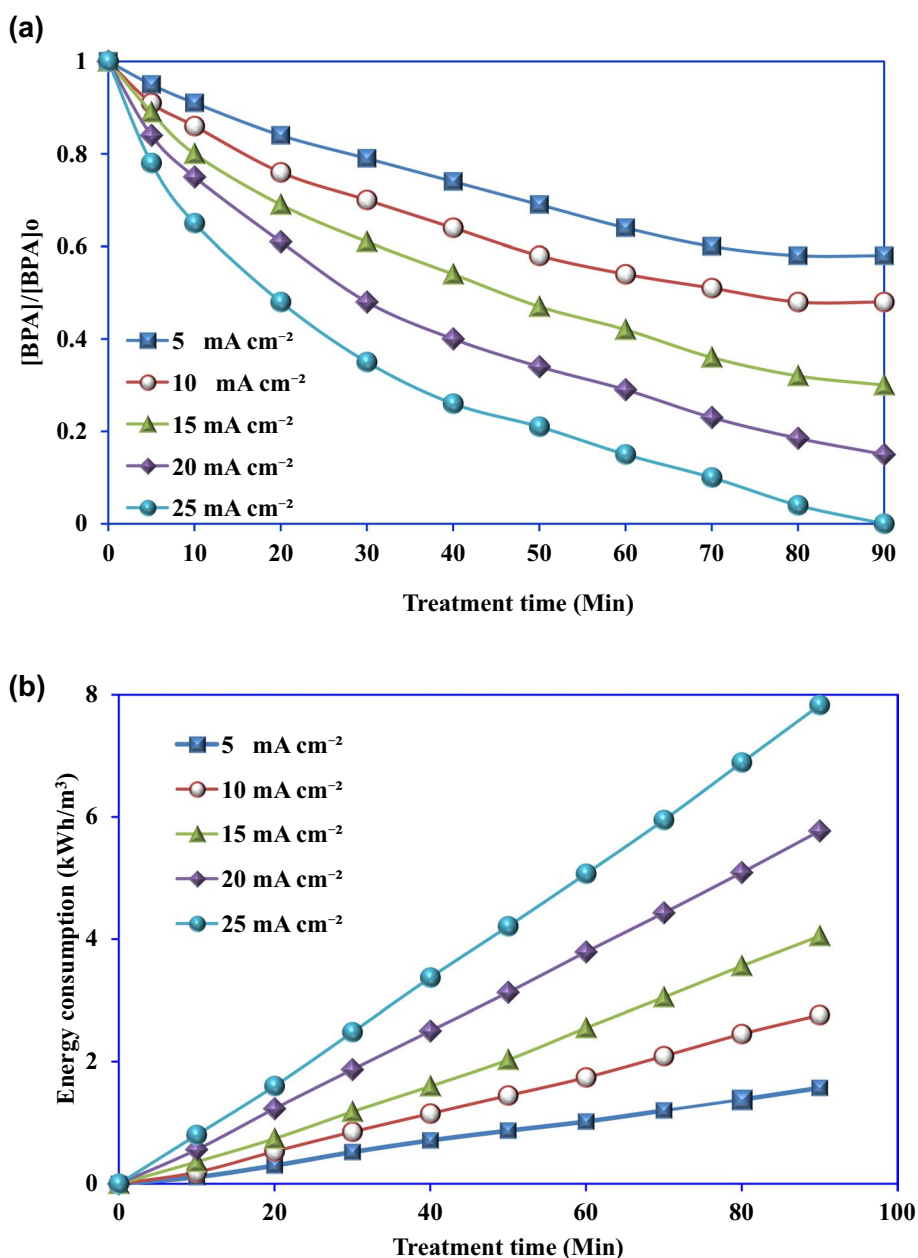 (a)
1
0.8
0.6
0.4
0.2
0
[BPA]/[BPA]o
5 mA cm⁻²
10 mA cm⁻²
15 mA cm⁻²
20 mA cm⁻²
25 mA cm⁻²
0 10 20 30 40 50 60 70 80 90
Treatment time (Min)
(b)
8
6
4
2
0
Energy consumption (kWh/m³)
5 mA cm⁻²
10 mA cm⁻²
15 mA cm⁻²
20 mA cm⁻²
25 mA cm⁻²
0 20 40 60 80 100
Treatment time (Min)